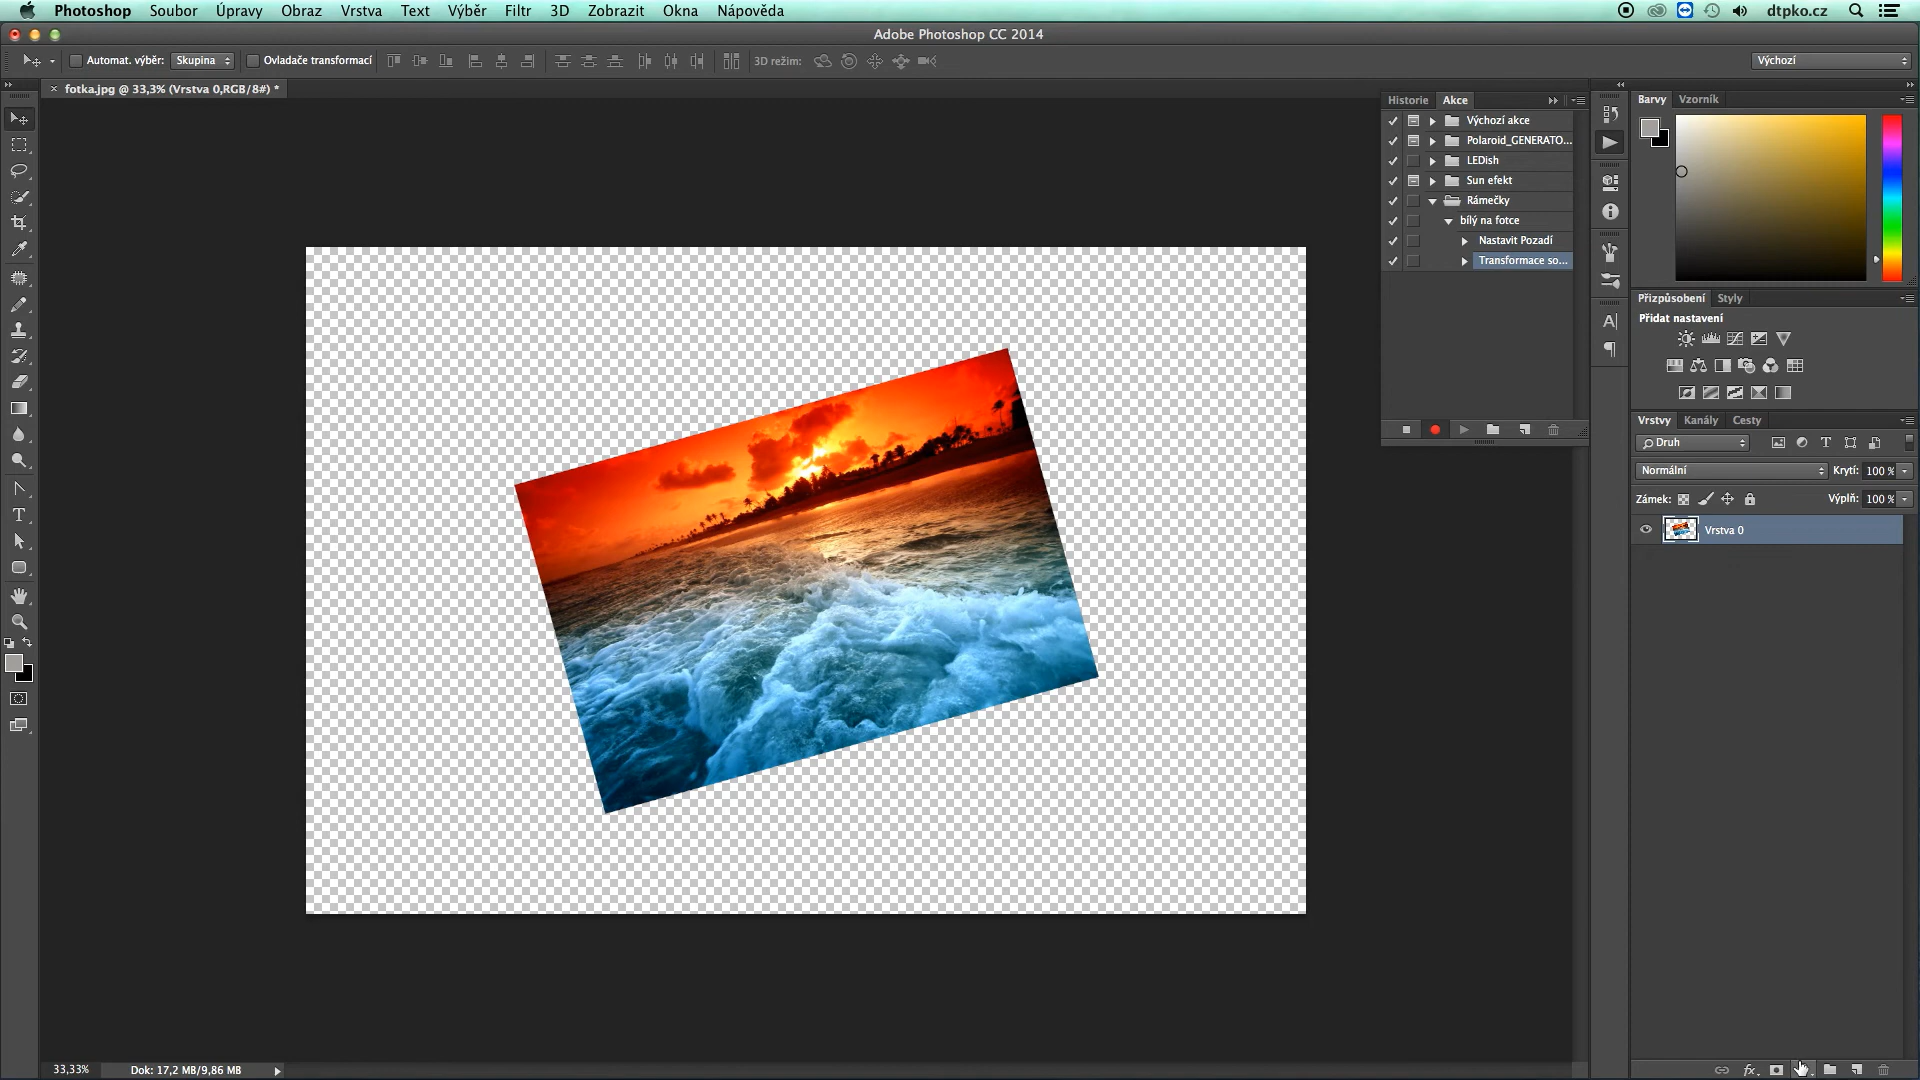 Photoshop Soubor Úpravy Obraz Vrstva Text Výběr Filtr 3D Zobrazit Okna Nápověda dtpko.cz
Adobe Photoshop CC 2014
Automat. výběr: Skupina Ovladače transformací 3D režim: Výchozí
fotka.jpg @ 33,3% (Vrstva 0,RGB/8#) *
Historie Akce
Výchozí akce
Polaroid_GENERATO...
LEDish
Sun efekt
Rámečky
bílý na fotce
Nastavit Pozadí
Transformace so...
Barvy Vzorník
Přizpůsobení Styly
Přidat nastavení
Vrstvy Kanály Cesty
Druh
Normální Krytí: 100 %
Zámek: Výplň: 100 %
Vrstva 0
33,33% Dok: 17,2 MB/9,86 MB
fx